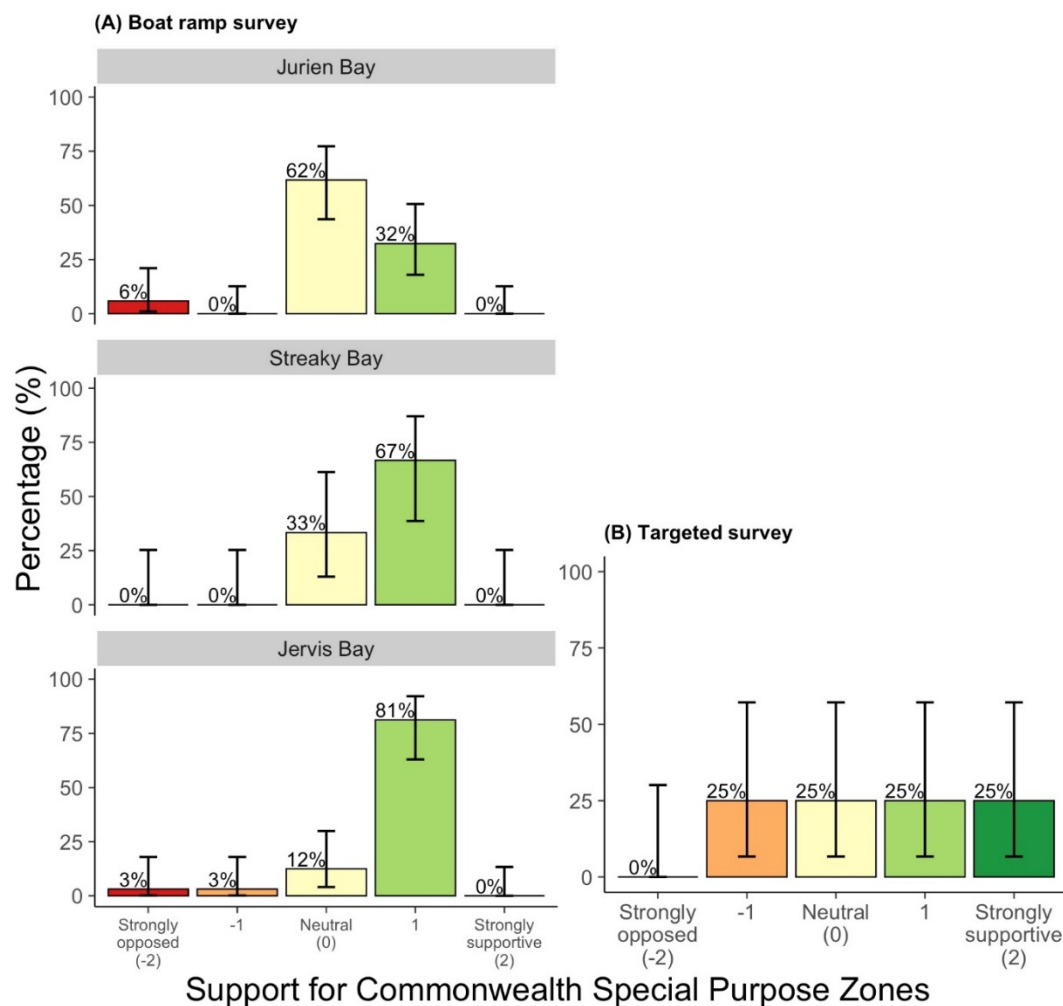 (A) Boat ramp survey
Jurien Bay
100
75
50
25
0
6%
0%
62%
32%
0%
Streaky Bay
100
75
50
25
0
0%
0%
33%
67%
0%
Jervis Bay
100
75
50
25
0
3%
3%
12%
81%
0%
Strongly
opposed
(-2)
-1
Neutral
(0)
1
Strongly
supportive
(2)
Percentage (%)
(B) Targeted survey
100
75
50
25
0
0%
25%
25%
25%
25%
Strongly
opposed
(-2)
-1
Neutral
(0)
1
Strongly
supportive
(2)
Support for Commonwealth Special Purpose Zones